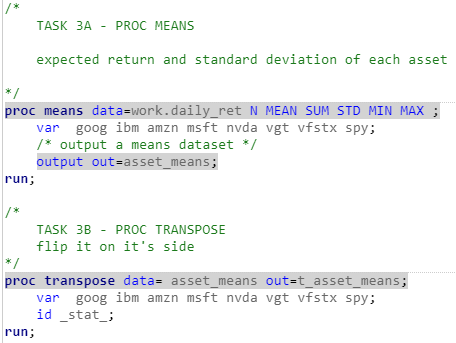 /*
TASK 3A - PROC MEANS
expected return and standard deviation of each asset
*/
proc means data=work.daily_ret N MEAN SUM STD MIN MAX ;
var  goog ibm amzn msft nvda vgt vfstx spy;
/* output a means dataset */
output out=asset_means;
run;
/*
TASK 3B - PROC TRANSPOSE
flip it on it's side
*/
proc transpose data= asset_means out=t_asset_means;
var  goog ibm amzn msft nvda vgt vfstx spy;
id _stat_;
run;